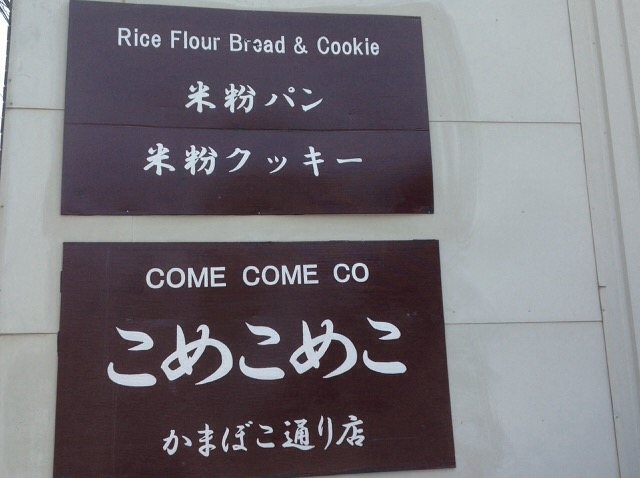 Rice Flour Bread & Cookie
米粉パン
米粉クッキー
COME COME CO
こめこめこ
かまぼこ通り店